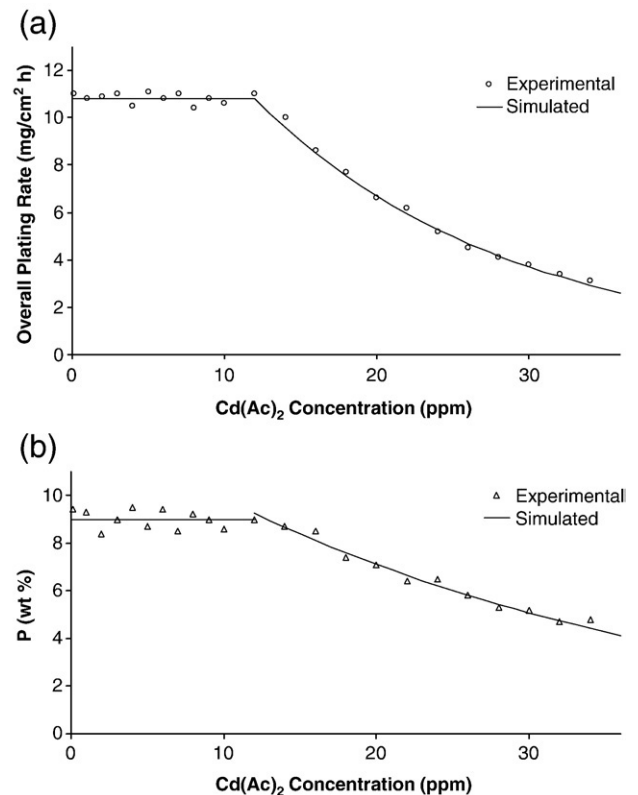 (a)
12
10
8
6
4
2
0
Overall Plating Rate (mg/cm² h)
Experimental
Simulated
0 10 20 30
Cd(Ac)₂ Concentration (ppm)
(b)
10
8
6
4
2
0
P (wt %)
Experimental
Simulated
0 10 20 30
Cd(Ac)₂ Concentration (ppm)